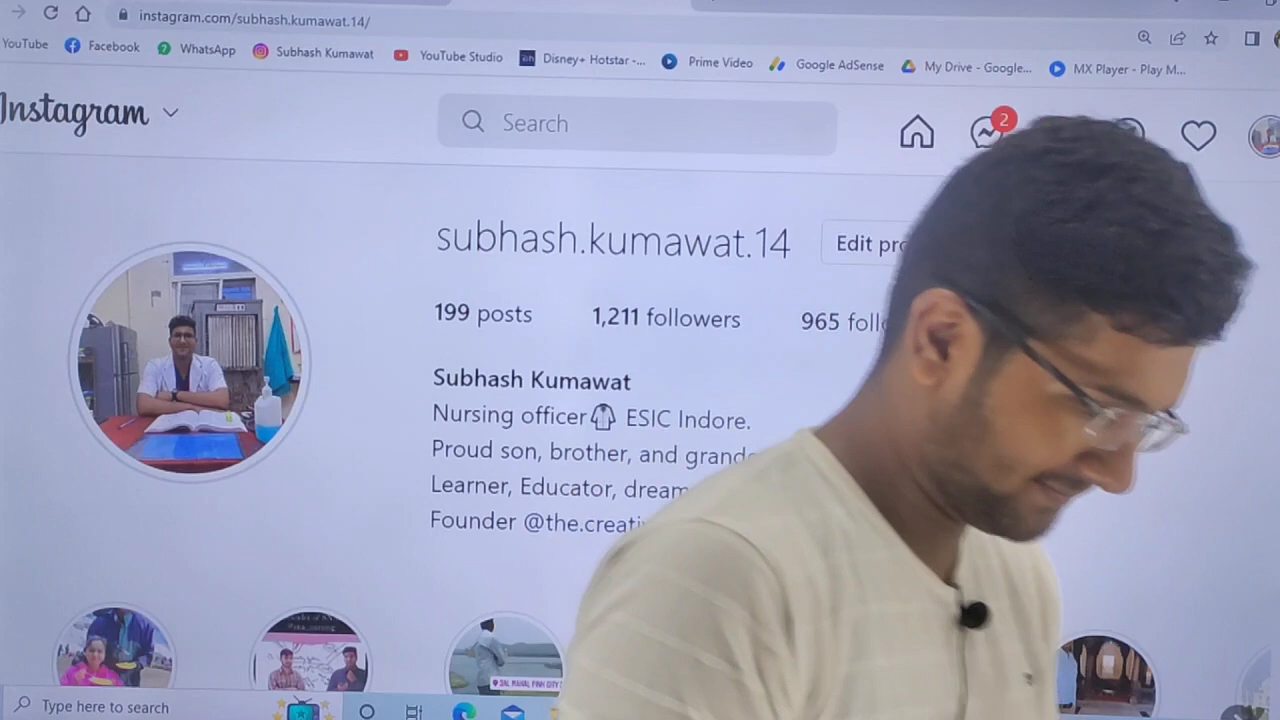 instagram.com/subhash.kumawat.14/
YouTube Facebook WhatsApp Subhash Kumawat YouTube Studio Disney+ Hotstar -... Prime Video Google AdSense My Drive - Google... MX Player - Play M...
Instagram Search 2
subhash.kumawat.14 Edit pro
199 posts 1,211 followers 965 foll
Subhash Kumawat
Nursing officer ESIC Indore.
Proud son, brother, and grand
Learner, Educator, dream
Founder @the.creati
Type here to search